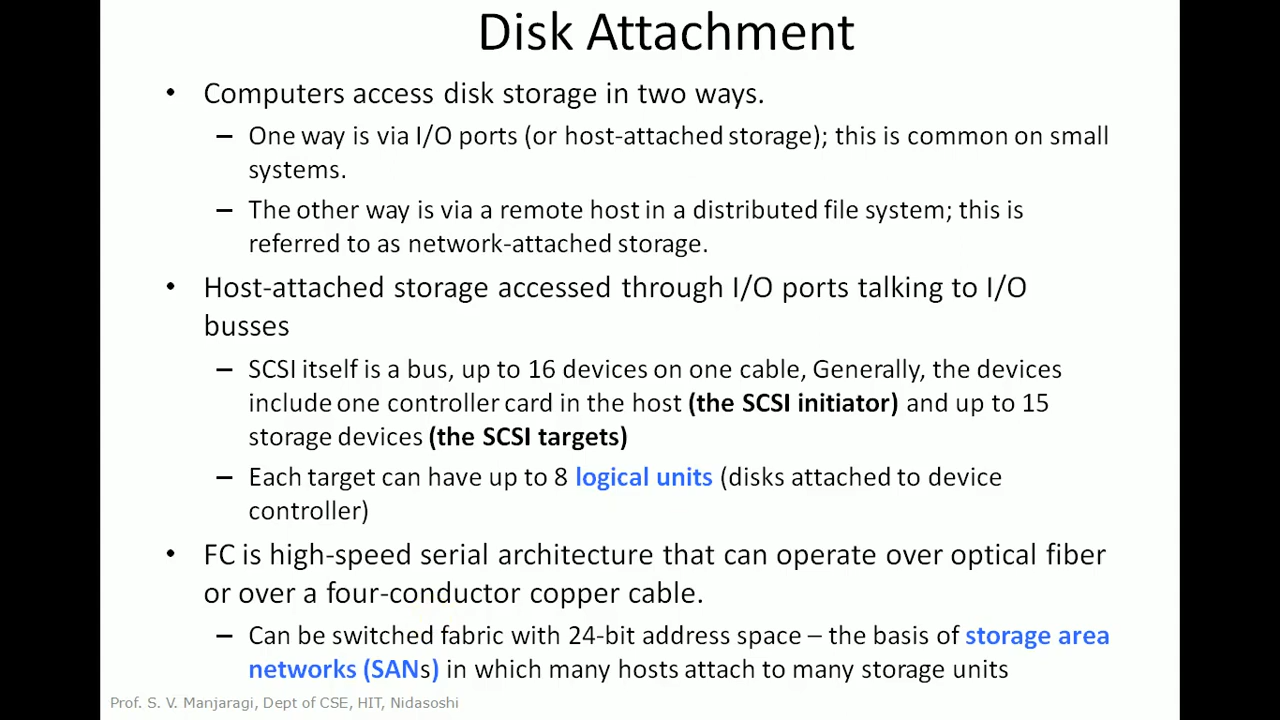 Disk Attachment
• Computers access disk storage in two ways.
– One way is via I/O ports (or host-attached storage); this is common on small
systems.
– The other way is via a remote host in a distributed file system; this is
referred to as network-attached storage.
• Host-attached storage accessed through I/O ports talking to I/O
busses
– SCSI itself is a bus, up to 16 devices on one cable, Generally, the devices
include one controller card in the host (the SCSI initiator) and up to 15
storage devices (the SCSI targets)
– Each target can have up to 8 logical units (disks attached to device
controller)
• FC is high-speed serial architecture that can operate over optical fiber
or over a four-conductor copper cable.
– Can be switched fabric with 24-bit address space – the basis of storage area
networks (SANs) in which many hosts attach to many storage units
Prof. S. V. Manjaragi, Dept of CSE, HIT, Nidasoshi